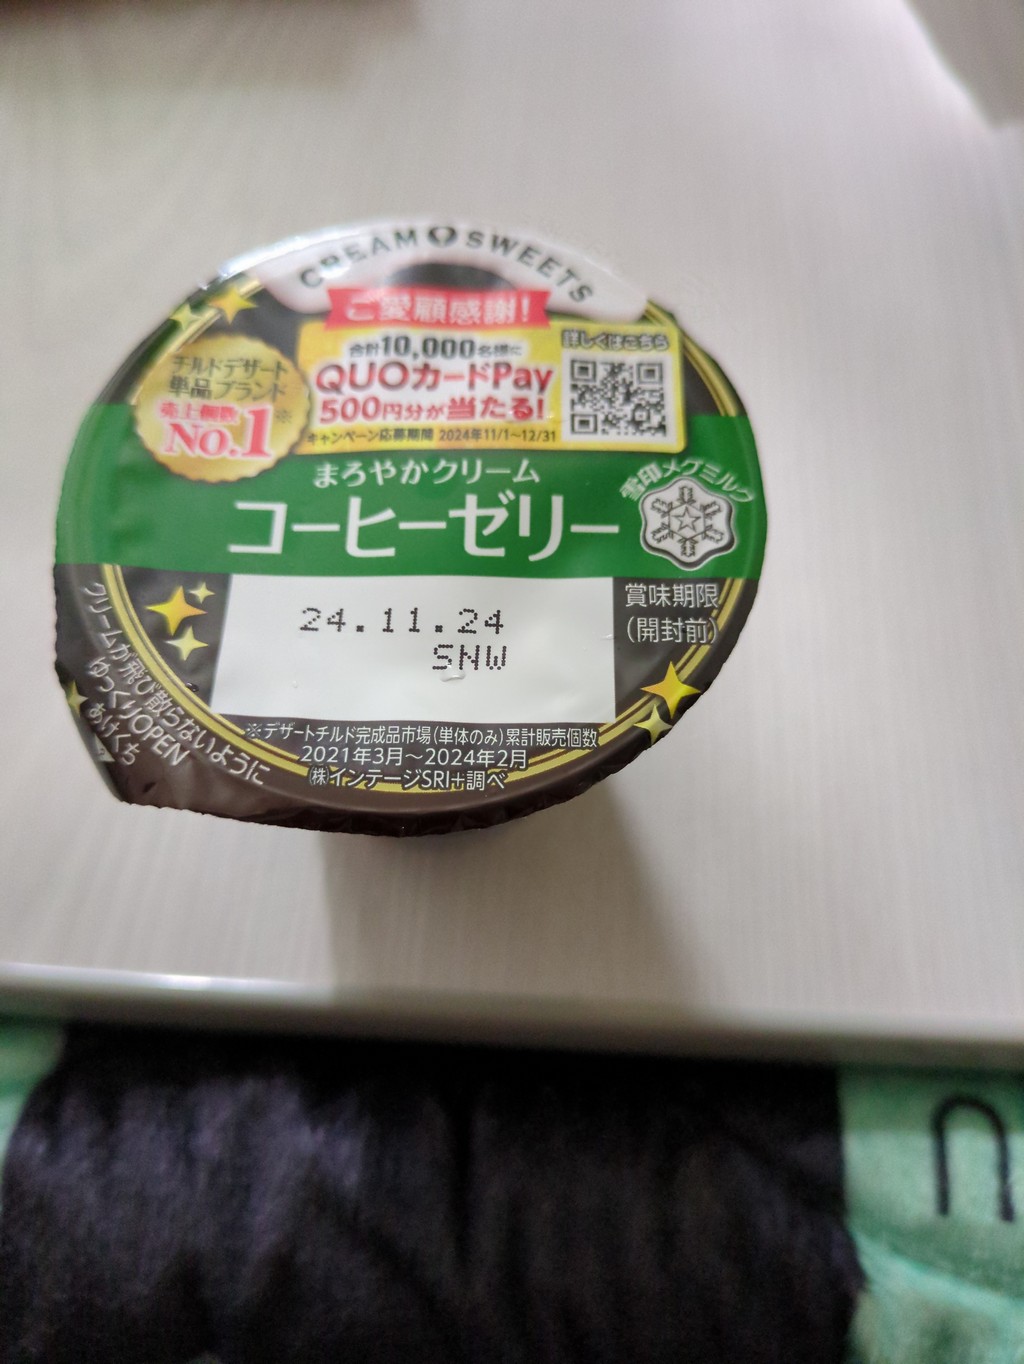 CREAM SWEETS
ご愛顧感謝!
チルドデザート
単品ブランド
売上個数
No.1※
合計10,000名様に
QUOカードPay
500円分が当たる!
キャンペーン応募期間 2024年11/1~12/31
詳しくはこちら
まろやかクリーム
コーヒーゼリー
雪印メグミルク
24.11.24
SNW
賞味期限
(開封前)
クリームが飛び散らないように
ゆっくりOPEN
あけくち
※デザートチルド完成品市場(単体のみ)累計販売個数
2021年3月~2024年2月
(株)インテージSRI+調べ